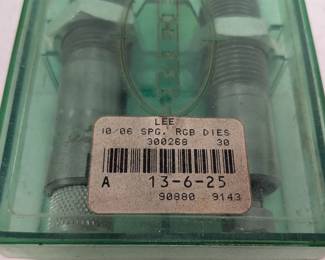 LEE
30/06 SPG. RGB DIES
300268 30
A 13-6-25
90880 9143